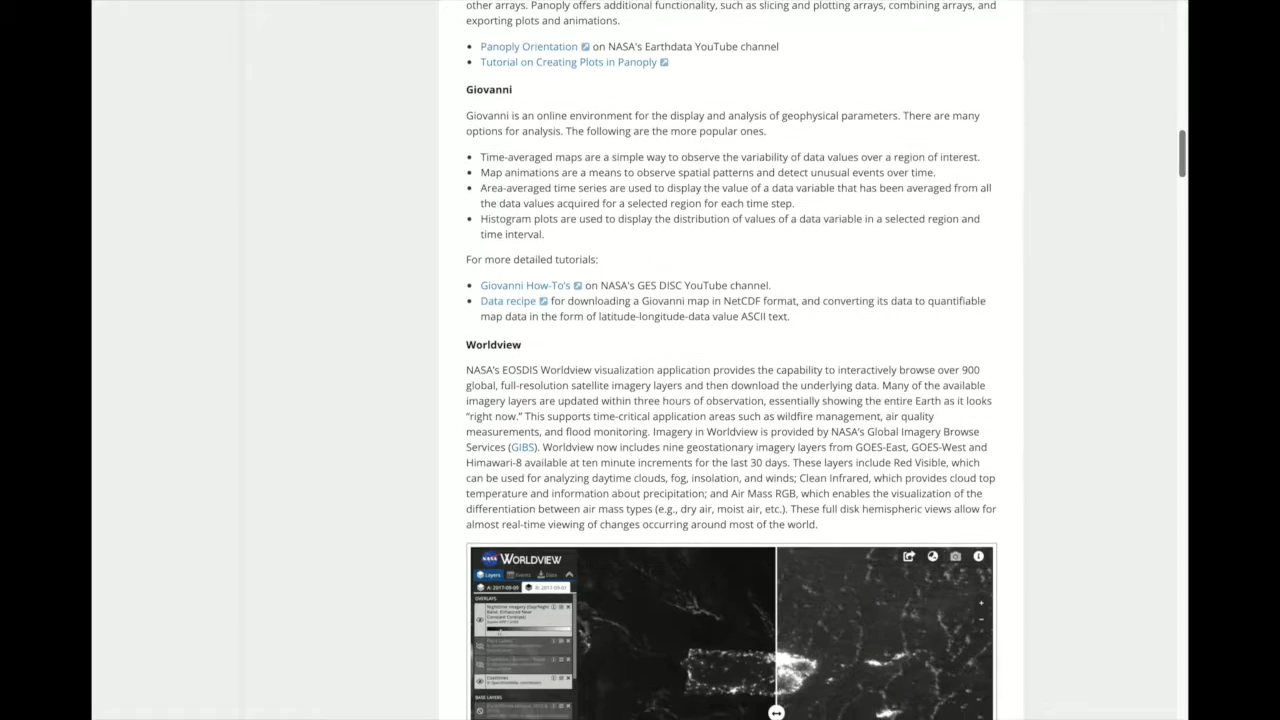 other arrays. Panoply offers additional functionality, such as slicing and plotting arrays, combining arrays, and
exporting plots and animations.
Panoply Orientation on NASA's Earthdata YouTube channel
Tutorial on Creating Plots in Panoply
Giovanni
Giovanni is an online environment for the display and analysis of geophysical parameters. There are many
options for analysis. The following are the more popular ones.
Time-averaged maps are a simple way to observe the variability of data values over a region of interest.
Map animations are a means to observe spatial patterns and detect unusual events over time.
Area-averaged time series are used to display the value of a data variable that has been averaged from all
the data values acquired for a selected region for each time step.
Histogram plots are used to display the distribution of values of a data variable in a selected region and
time interval.
For more detailed tutorials:
Giovanni How-To's on NASA's GES DISC YouTube channel.
Data recipe for downloading a Giovanni map in NetCDF format, and converting its data to quantifiable
map data in the form of latitude-longitude-data value ASCII text.
Worldview
NASA's EOSDIS Worldview visualization application provides the capability to interactively browse over 900
global, full-resolution satellite imagery layers and then download the underlying data. Many of the available
imagery layers are updated within three hours of observation, essentially showing the entire Earth as it looks
"right now." This supports time-critical application areas such as wildfire management, air quality
measurements, and flood monitoring. Imagery in Worldview is provided by NASA's Global Imagery Browse
Services (GIBS). Worldview now includes nine geostationary imagery layers from GOES-East, GOES-West and
Himawari-8 available at ten minute increments for the last 30 days. These layers include Red Visible, which
can be used for analyzing daytime clouds, fog, insolation, and winds; Clean Infrared, which provides cloud top
temperature and information about precipitation; and Air Mass RGB, which enables the visualization of the
differentiation between air mass types (e.g., dry air, moist air, etc.). These full disk hemispheric views allow for
almost real-time viewing of changes occurring around most of the world.
NASA WORLDVIEW
Layers Events Data
OVERLAYS
Coastlines
BASE LAYERS